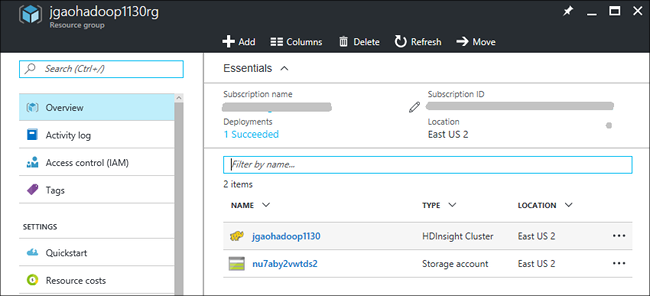 jgaohadoop1130rg
Resource group
Add Columns Delete Refresh Move
Search (Ctrl+/)
Overview
Activity log
Access control (IAM)
Tags
SETTINGS
Quickstart
Resource costs
Essentials
Subscription name Subscription ID
Deployments Location
1 Succeeded East US 2
Filter by name...
2 items
NAME TYPE LOCATION
jgaohadoop1130 HDInsight Cluster East US 2 •••
nu7aby2vwtds2 Storage account East US 2 •••